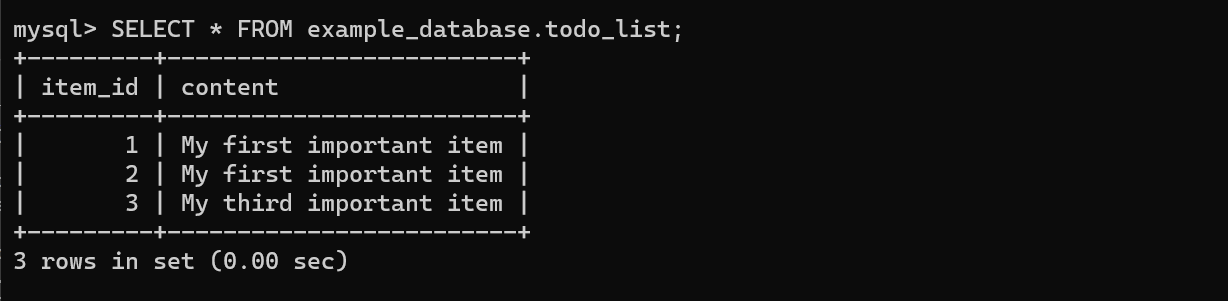 mysql> SELECT * FROM example_database.todo_list;
+---------+-------------------------+
| item_id | content                 |
+---------+-------------------------+
|       1 | My first important item |
|       2 | My first important item |
|       3 | My third important item |
+---------+-------------------------+
3 rows in set (0.00 sec)